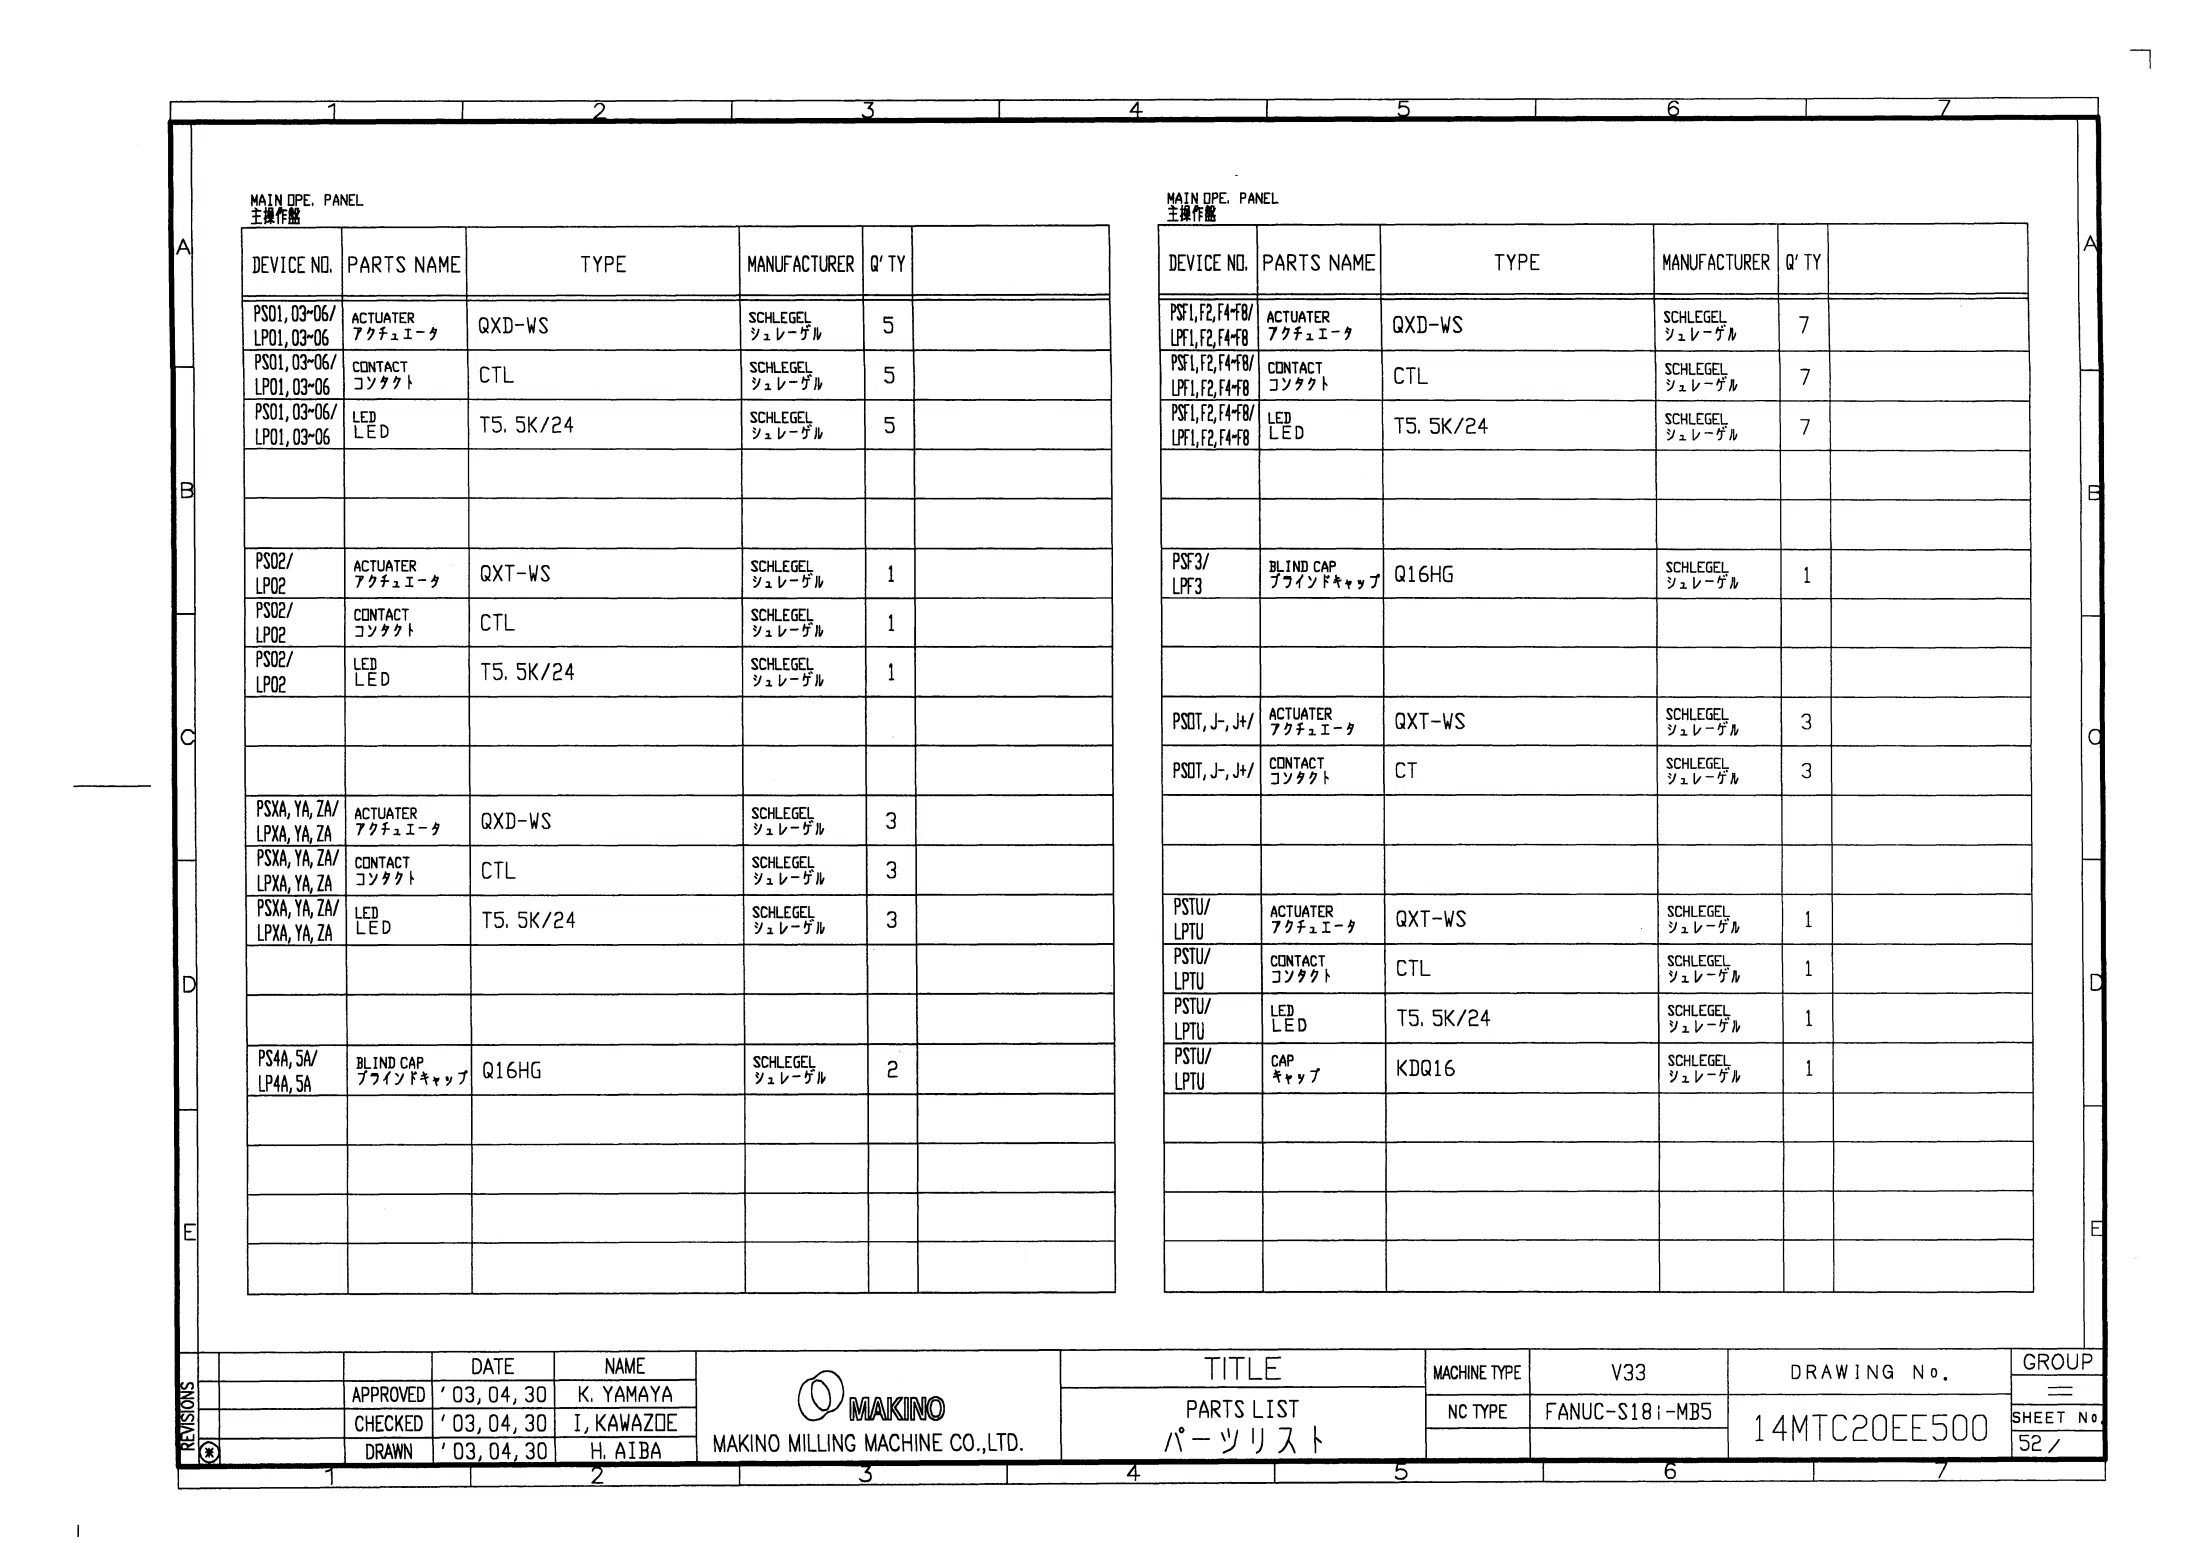 1 2 3 4 5 6 7
MAIN OPE. PANEL
主操作盤
DEVICE NO. PARTS NAME TYPE MANUFACTURER Q'TY
PS01, 03~06/ ACTUATER QXD-WS SCHLEGEL 5
LP01, 03~06 アクチュエータ シュレーゲル
PS01, 03~06/ CONTACT CTL SCHLEGEL 5
LP01, 03~06 コンタクト シュレーゲル
PS01, 03~06/ LED T5. 5K/24 SCHLEGEL 5
LP01, 03~06 LED シュレーゲル
PS02/ ACTUATER QXT-WS SCHLEGEL 1
LP02 アクチュエータ シュレーゲル
PS02/ CONTACT CTL SCHLEGEL 1
LP02 コンタクト シュレーゲル
PS02/ LED T5. 5K/24 SCHLEGEL 1
LP02 LED シュレーゲル
PSXA, YA, ZA/ ACTUATER QXD-WS SCHLEGEL 3
LPXA, YA, ZA アクチュエータ シュレーゲル
PSXA, YA, ZA/ CONTACT CTL SCHLEGEL 3
LPXA, YA, ZA コンタクト シュレーゲル
PSXA, YA, ZA/ LED T5. 5K/24 SCHLEGEL 3
LPXA, YA, ZA LED シュレーゲル
PS4A, 5A/ BLIND CAP Q16HG SCHLEGEL 2
LP4A, 5A ブラインドキャップ シュレーゲル
MAIN OPE. PANEL
主操作盤
DEVICE NO. PARTS NAME TYPE MANUFACTURER Q'TY
PSF1, F2, F4~F8/ ACTUATER QXD-WS SCHLEGEL 7
LPF1, F2, F4~F8 アクチュエータ シュレーゲル
PSF1, F2, F4~F8/ CONTACT CTL SCHLEGEL 7
LPF1, F2, F4~F8 コンタクト シュレーゲル
PSF1, F2, F4~F8/ LED T5. 5K/24 SCHLEGEL 7
LPF1, F2, F4~F8 LED シュレーゲル
PSF3/ BLIND CAP Q16HG SCHLEGEL 1
LPF3 ブラインドキャップ シュレーゲル
PSOT, J-, J+/ ACTUATER QXT-WS SCHLEGEL 3
アクチュエータ シュレーゲル
PSOT, J-, J+/ CONTACT CT SCHLEGEL 3
コンタクト シュレーゲル
PSTU/ ACTUATER QXT-WS SCHLEGEL 1
LPTU アクチュエータ シュレーゲル
PSTU/ CONTACT CTL SCHLEGEL 1
LPTU コンタクト シュレーゲル
PSTU/ LED T5. 5K/24 SCHLEGEL 1
LPTU LED シュレーゲル
PSTU/ CAP KDQ16 SCHLEGEL 1
LPTU キャップ シュレーゲル
A A
B B
C C
D D
E E
REVISIONS
DATE NAME
APPROVED '03, 04, 30 K. YAMAYA
CHECKED '03, 04, 30 I, KAWAZOE
DRAWN '03, 04, 30 H. AIBA
MAKINO
MAKINO MILLING MACHINE CO.,LTD.
TITLE
PARTS LIST
パーツリスト
MACHINE TYPE V33
NC TYPE FANUC-S18i-MB5
DRAWING No.
14MTC20EE500
GROUP
=
SHEET No.
52/
1 2 3 4 5 6 7